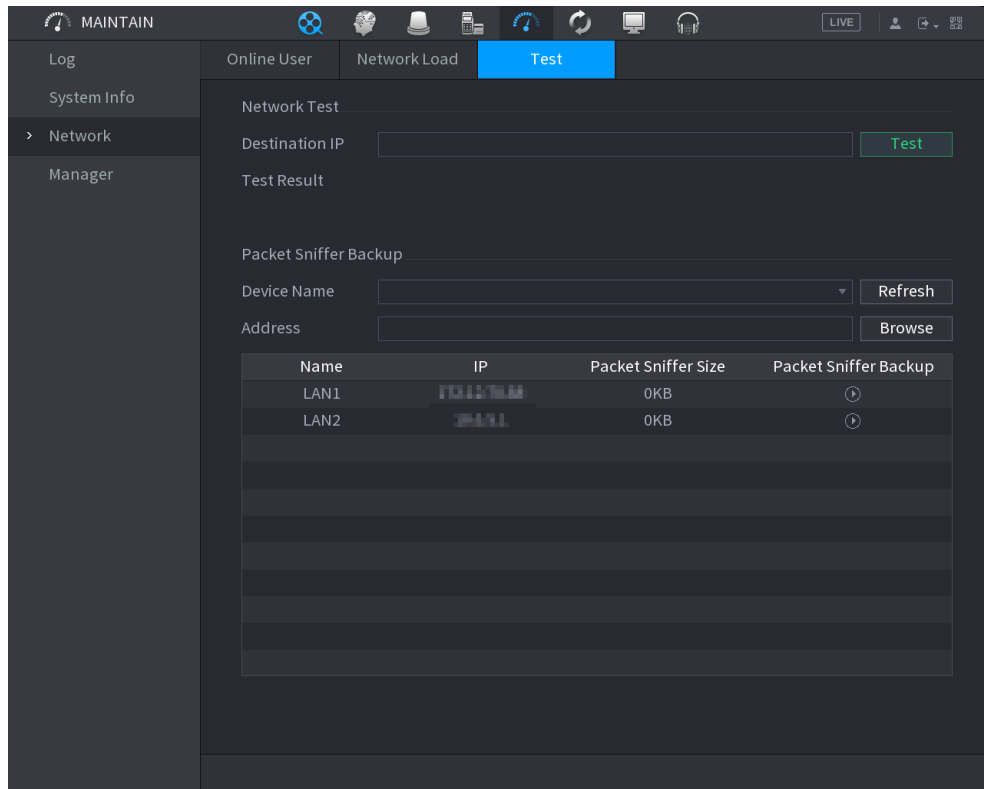 MAINTAIN LIVE
Log
System Info
Network
Manager
Online User Network Load Test
Network Test
Destination IP Test
Test Result
Packet Sniffer Backup
Device Name Refresh
Address Browse
Name IP Packet Sniffer Size Packet Sniffer Backup
LAN1 0KB
LAN2 0KB